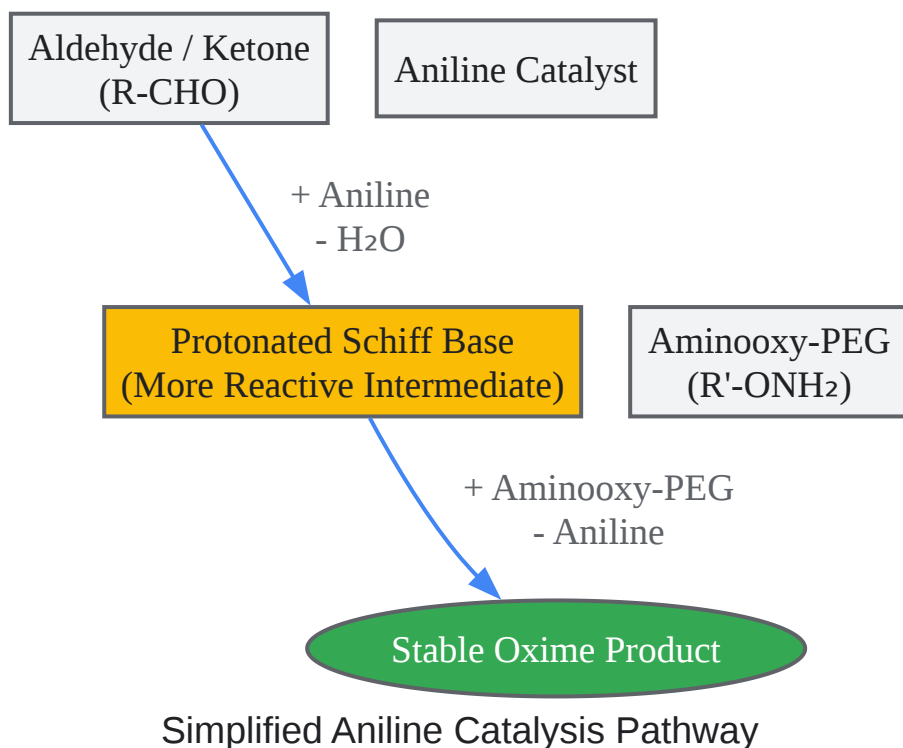 Aldehyde / Ketone
(R-CHO)
Aniline Catalyst
+ Aniline
- H₂O
Protonated Schiff Base
(More Reactive Intermediate)
Aminooxy-PEG
(R'-ONH₂)
+ Aminooxy-PEG
- Aniline
Stable Oxime Product
Simplified Aniline Catalysis Pathway